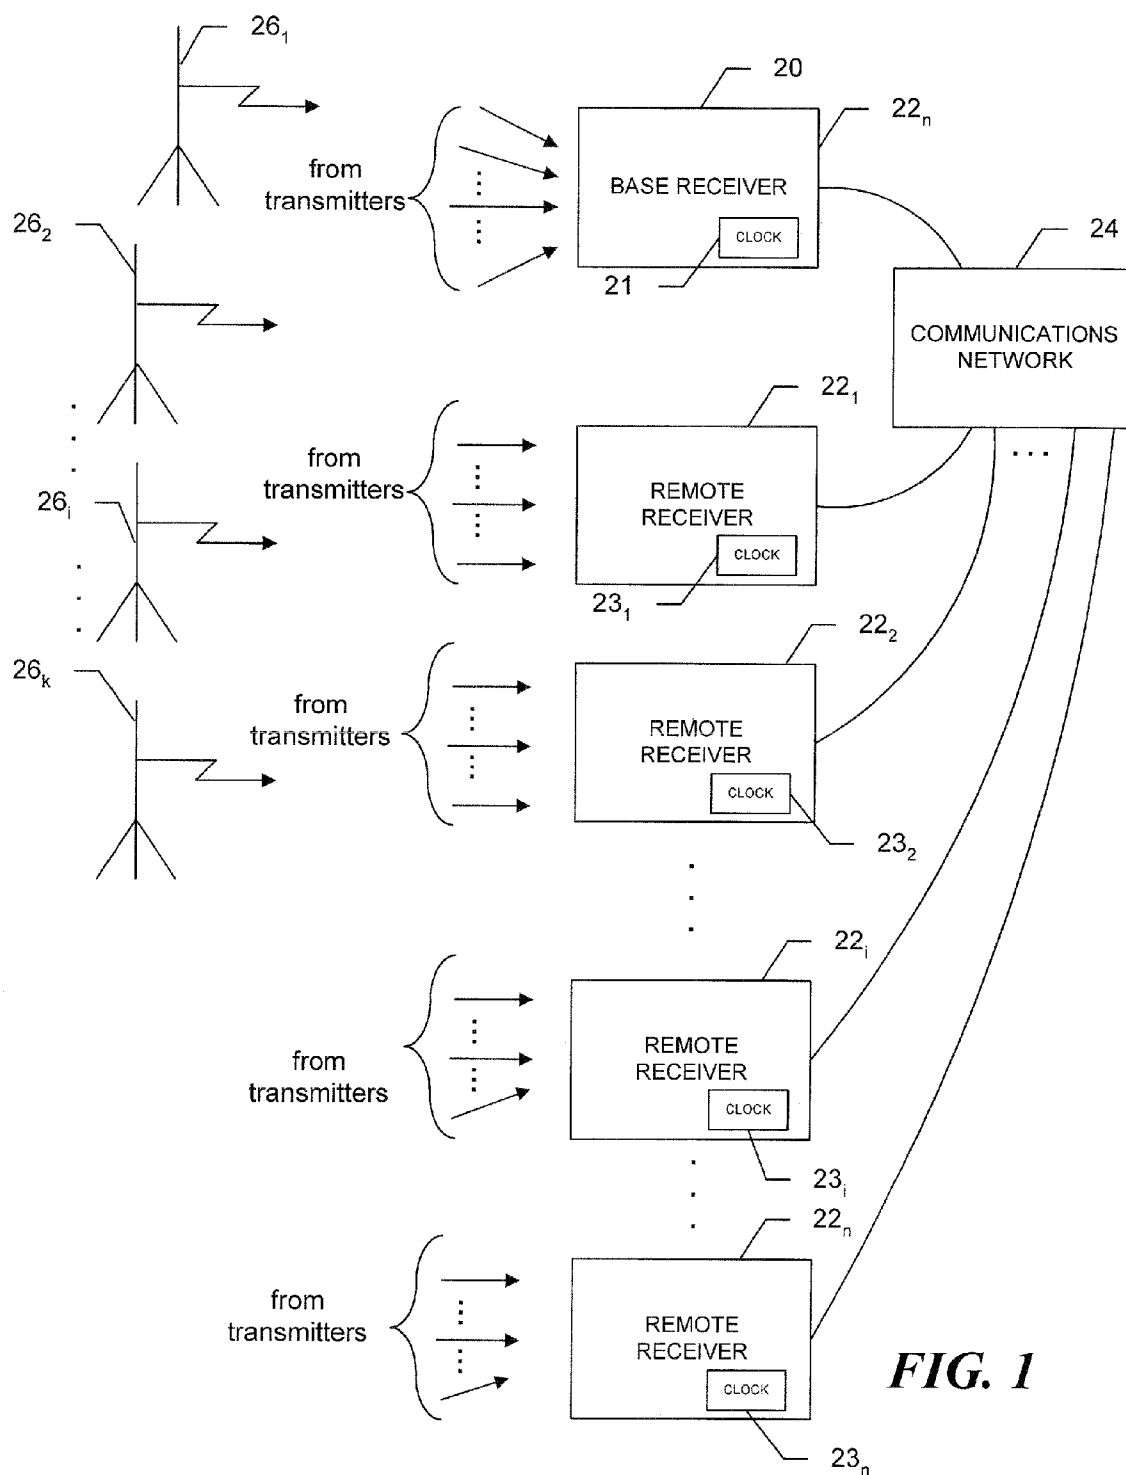 26₁
20
22ₙ
from
transmitters
BASE RECEIVER
CLOCK
21
26₂
24
COMMUNICATIONS
NETWORK
22₁
from
transmitters
REMOTE
RECEIVER
CLOCK
23₁
26ᵢ
22₂
26ₖ
from
transmitters
REMOTE
RECEIVER
CLOCK
23₂
22ᵢ
from
transmitters
REMOTE
RECEIVER
CLOCK
23ᵢ
22ₙ
from
transmitters
REMOTE
RECEIVER
CLOCK
23ₙ
FIG. 1